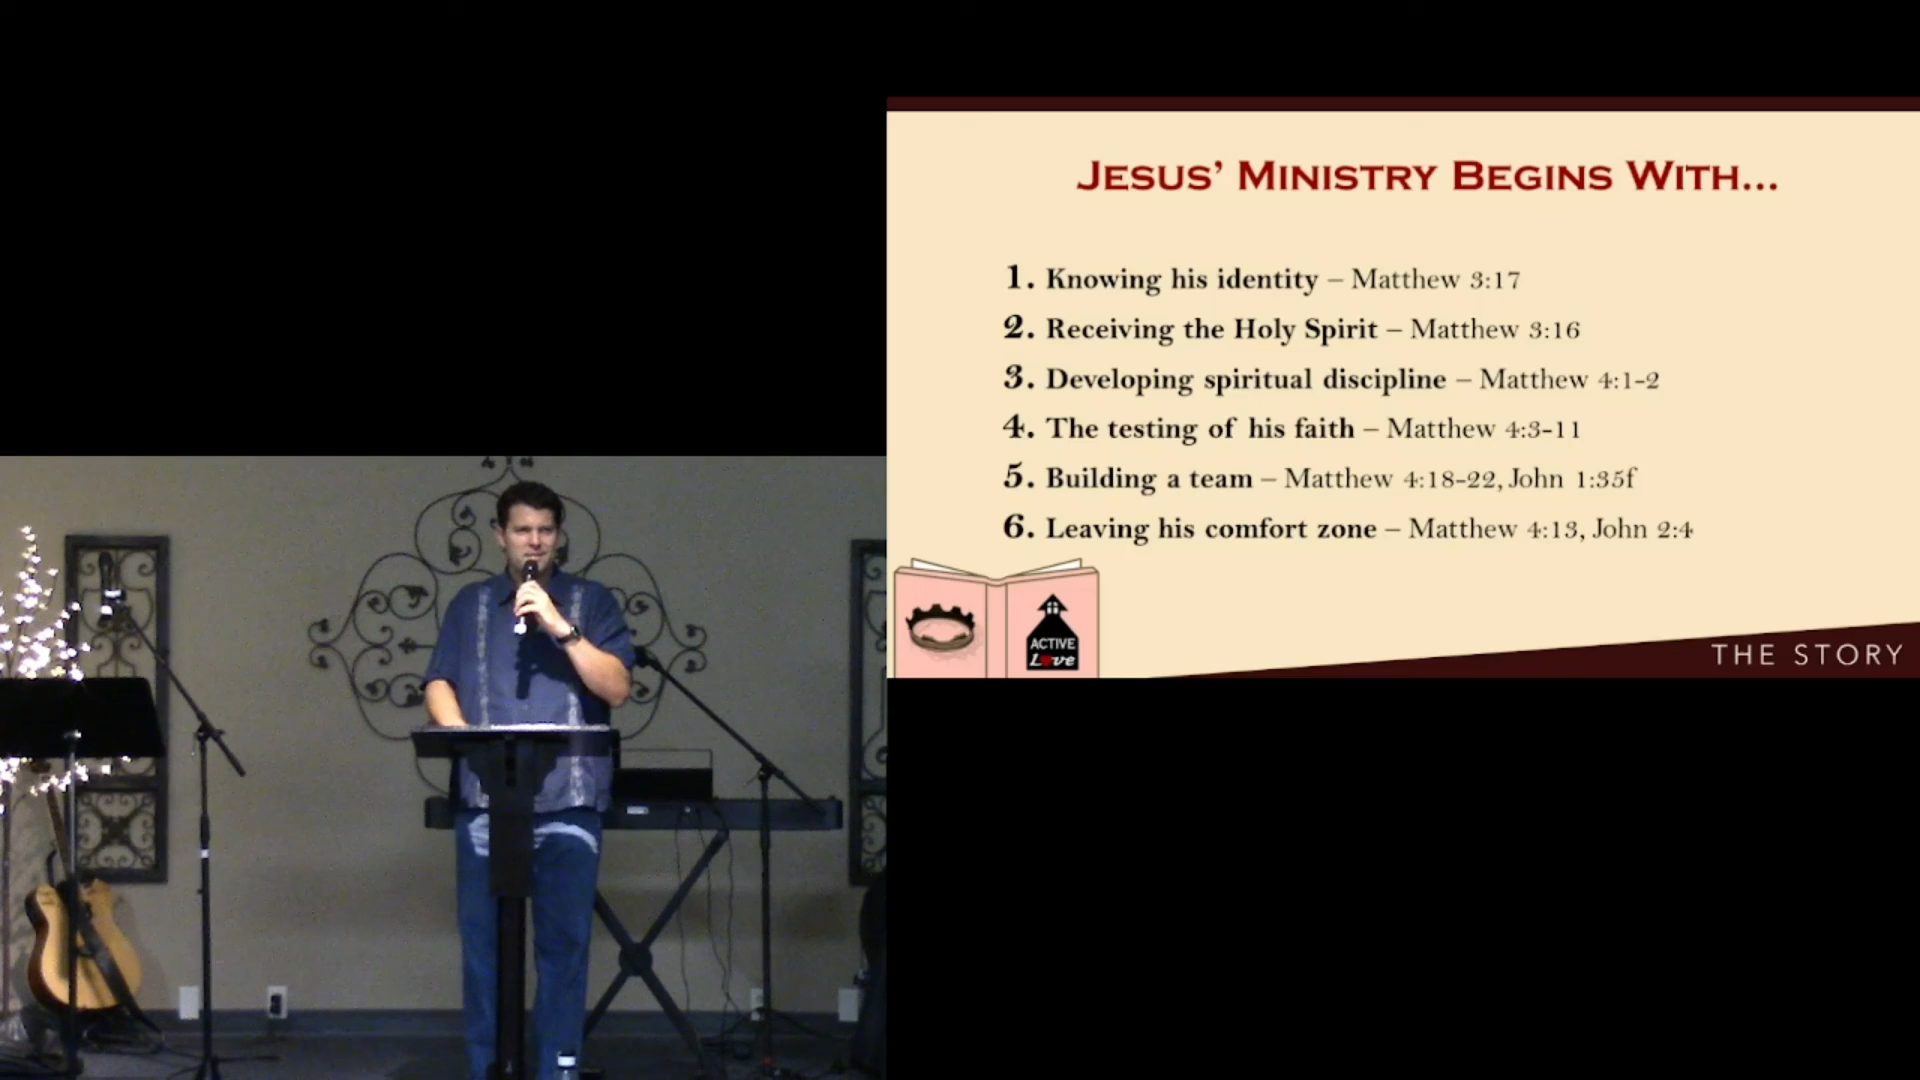 JESUS' MINISTRY BEGINS WITH...
1. Knowing his identity – Matthew 3:17
2. Receiving the Holy Spirit – Matthew 3:16
3. Developing spiritual discipline – Matthew 4:1-2
4. The testing of his faith – Matthew 4:3-11
5. Building a team – Matthew 4:18-22, John 1:35f
6. Leaving his comfort zone – Matthew 4:13, John 2:4
ACTIVE
Love
THE STORY